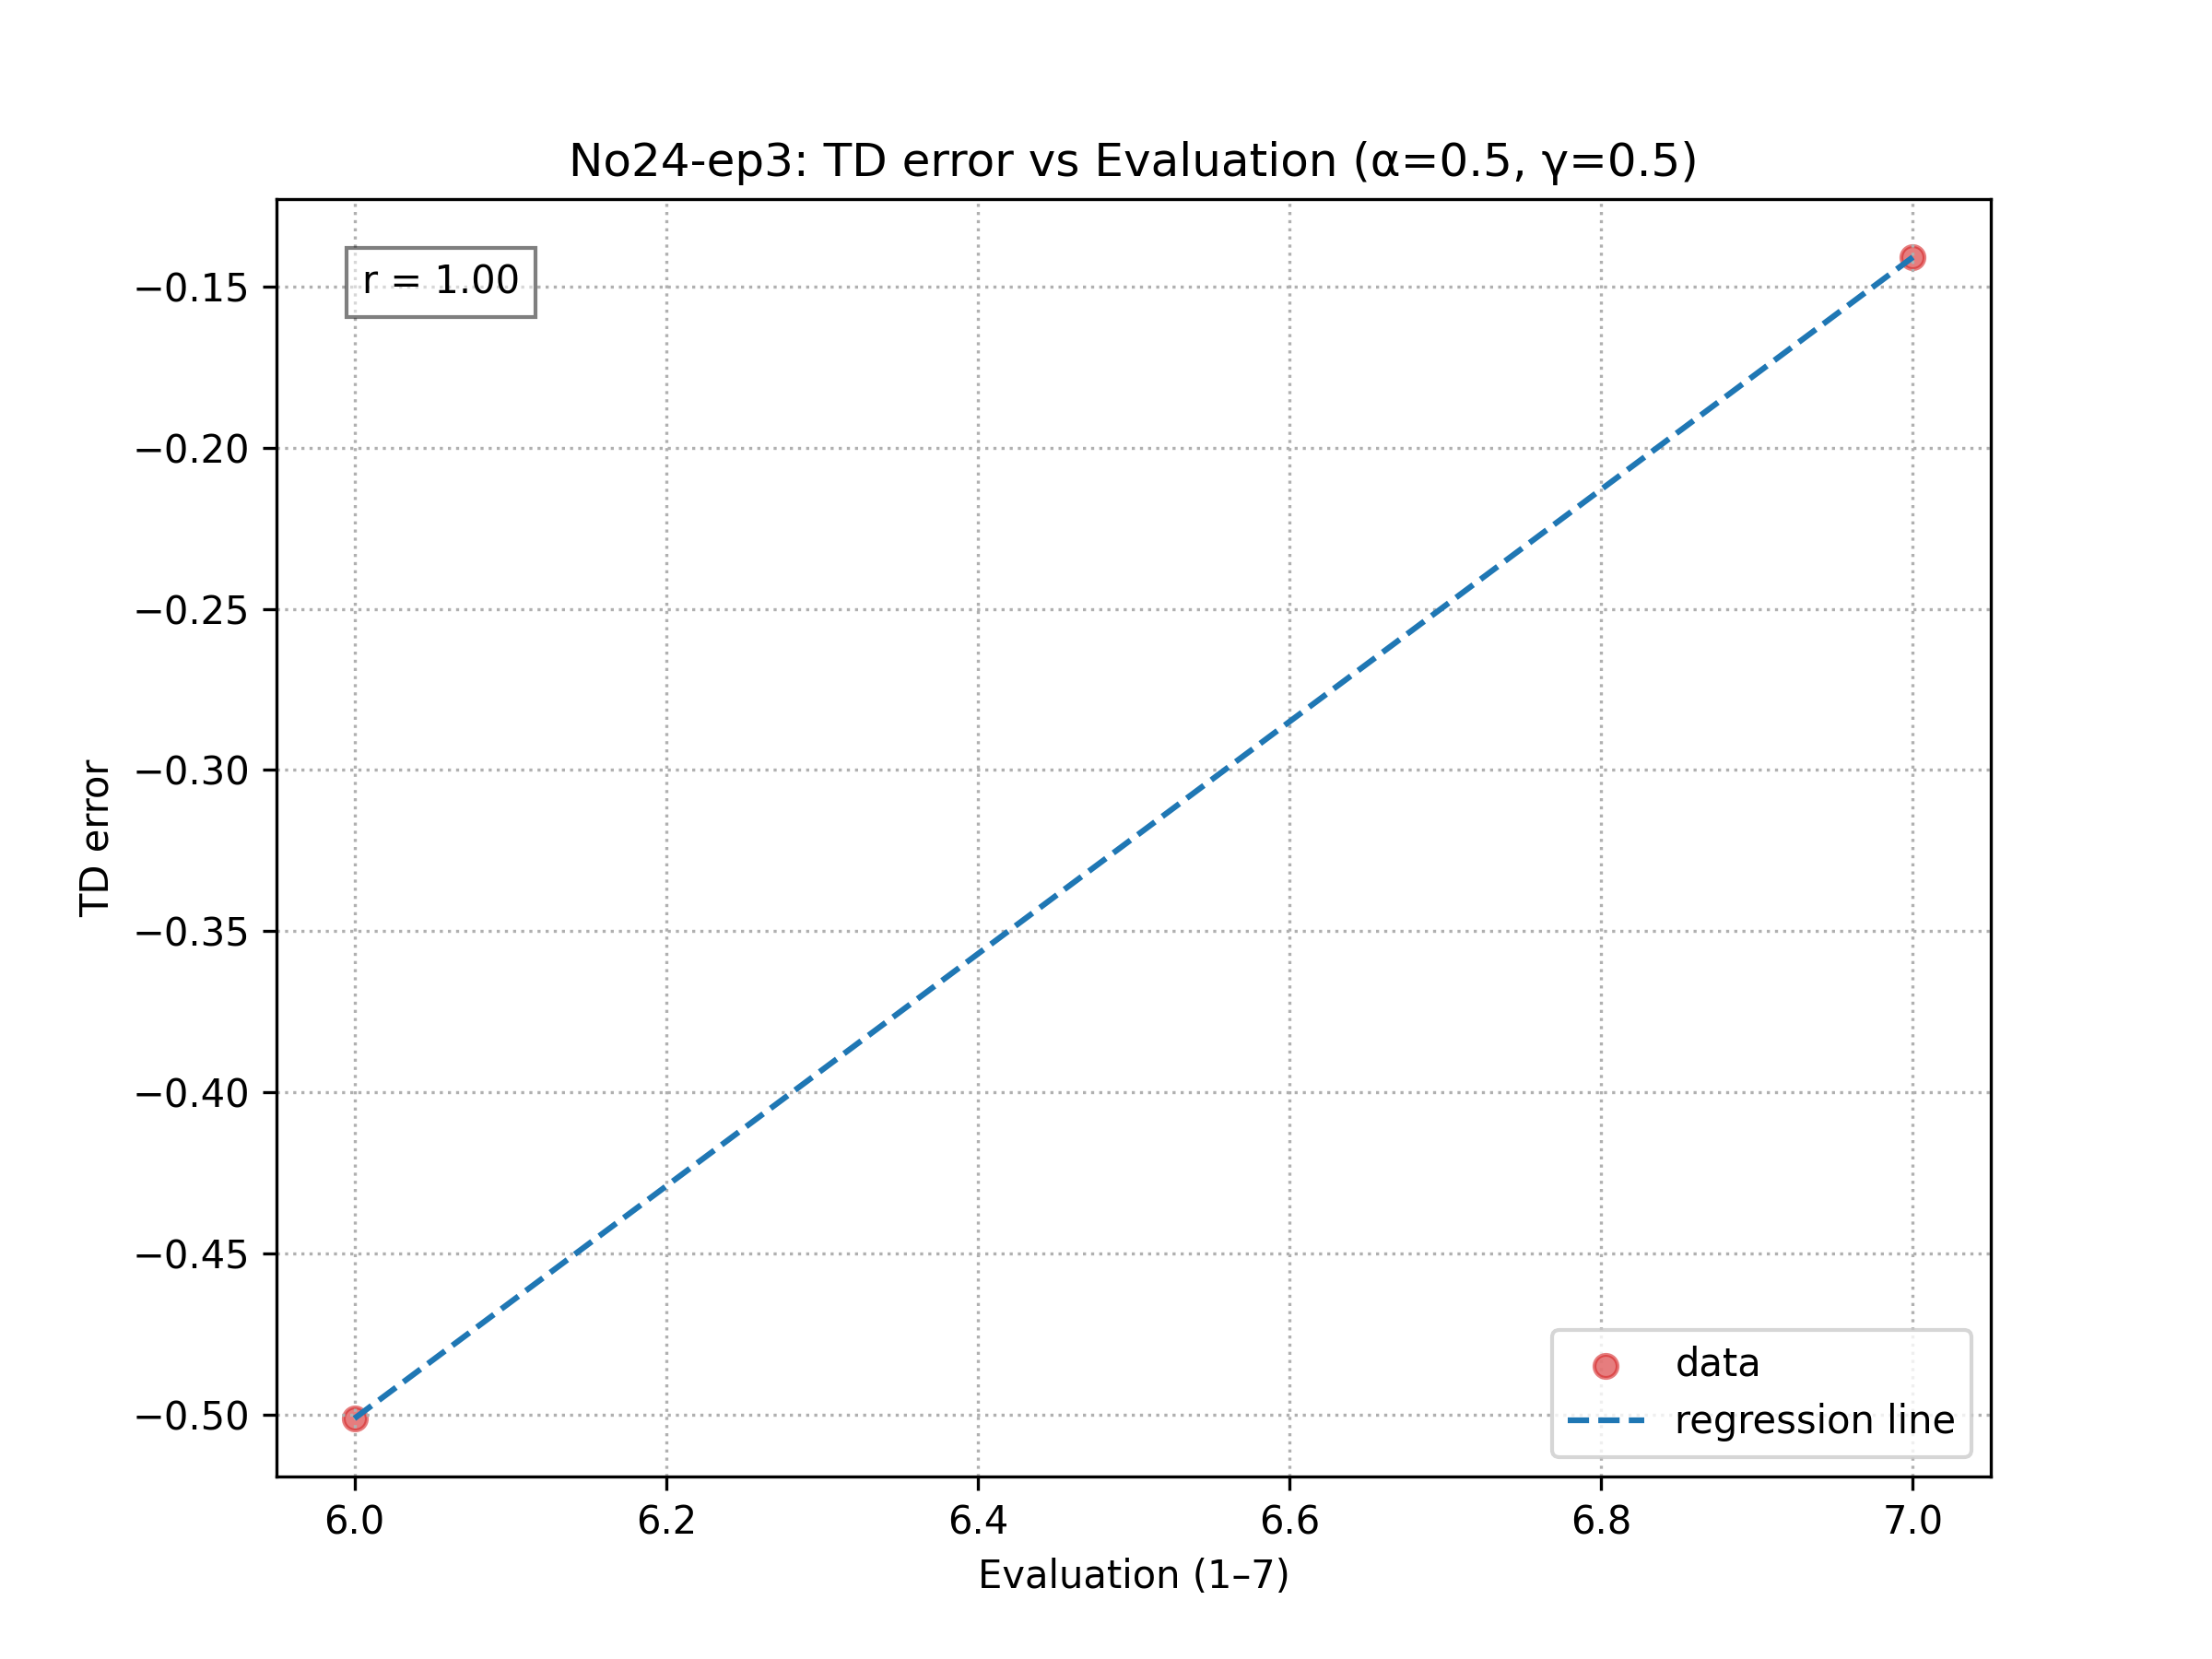 No24-ep3: TD error vs Evaluation (α=0.5, γ=0.5)
r = 1.00
−0.15
−0.20
−0.25
−0.30
−0.35
−0.40
−0.45
−0.50
TD error
data
regression line
6.0 6.2 6.4 6.6 6.8 7.0
Evaluation (1–7)